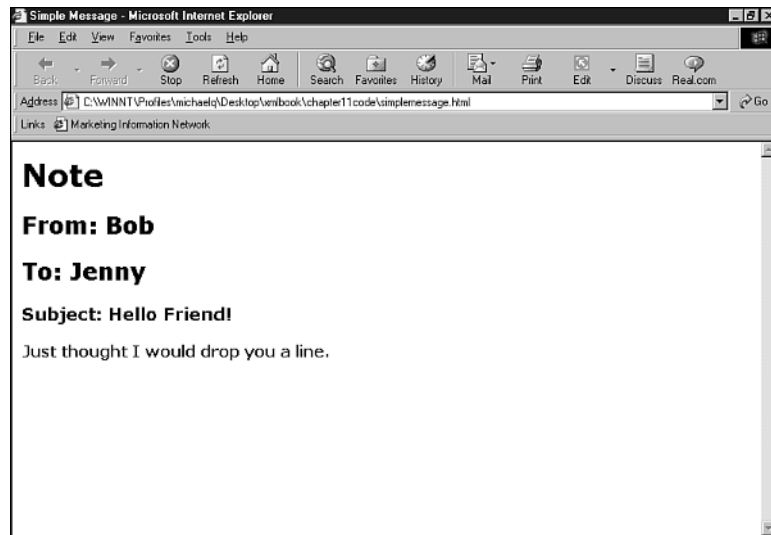 Simple Message - Microsoft Internet Explorer
File Edit View Favorites Tools Help
Back Forward Stop Refresh Home Search Favorites History Mail Print Edit Discuss Real.com
Address C:\WINNT\Profiles\michaelq\Desktop\xmlbook\chapter11code\simplemessage.html Go
Links Marketing Information Network
Note
From: Bob
To: Jenny
Subject: Hello Friend!
Just thought I would drop you a line.